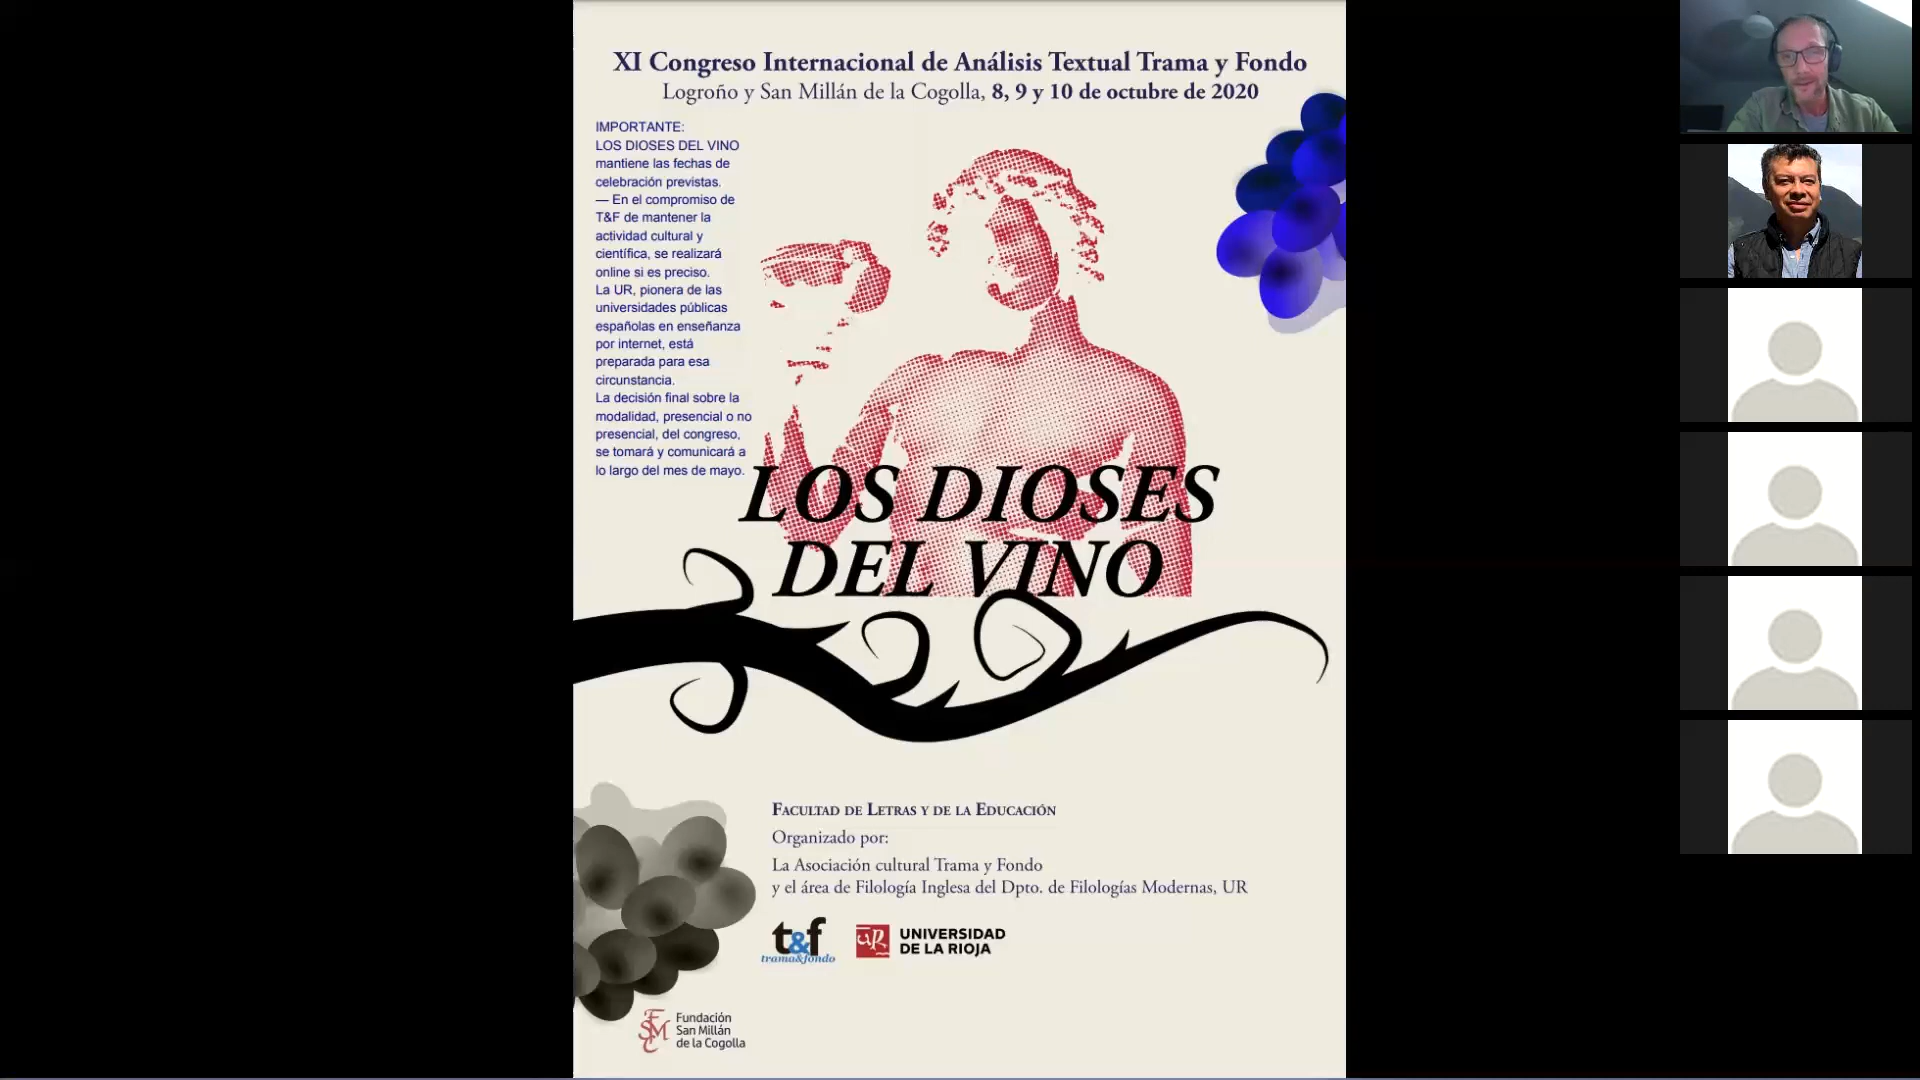 XI Congreso Internacional de Análisis Textual Trama y Fondo
Logroño y San Millán de la Cogolla, 8, 9 y 10 de octubre de 2020
IMPORTANTE:
LOS DIOSES DEL VINO
mantiene las fechas de
celebración previstas.
— En el compromiso de
T&F de mantener la
actividad cultural y
científica, se realizará
online si es preciso.
La UR, pionera de las
universidades públicas
españolas en enseñanza
por internet, está
preparada para esa
circunstancia.
La decisión final sobre la
modalidad, presencial o no
presencial, del congreso,
se tomará y comunicará a
lo largo del mes de mayo.
LOS DIOSES
DEL VINO
FACULTAD DE LETRAS Y DE LA EDUCACIÓN
Organizado por:
La Asociación cultural Trama y Fondo
y el área de Filología Inglesa del Dpto. de Filologías Modernas, UR
t&f
trama&fondo
UR
UNIVERSIDAD
DE LA RIOJA
FSMC
Fundación
San Millán
de la Cogolla